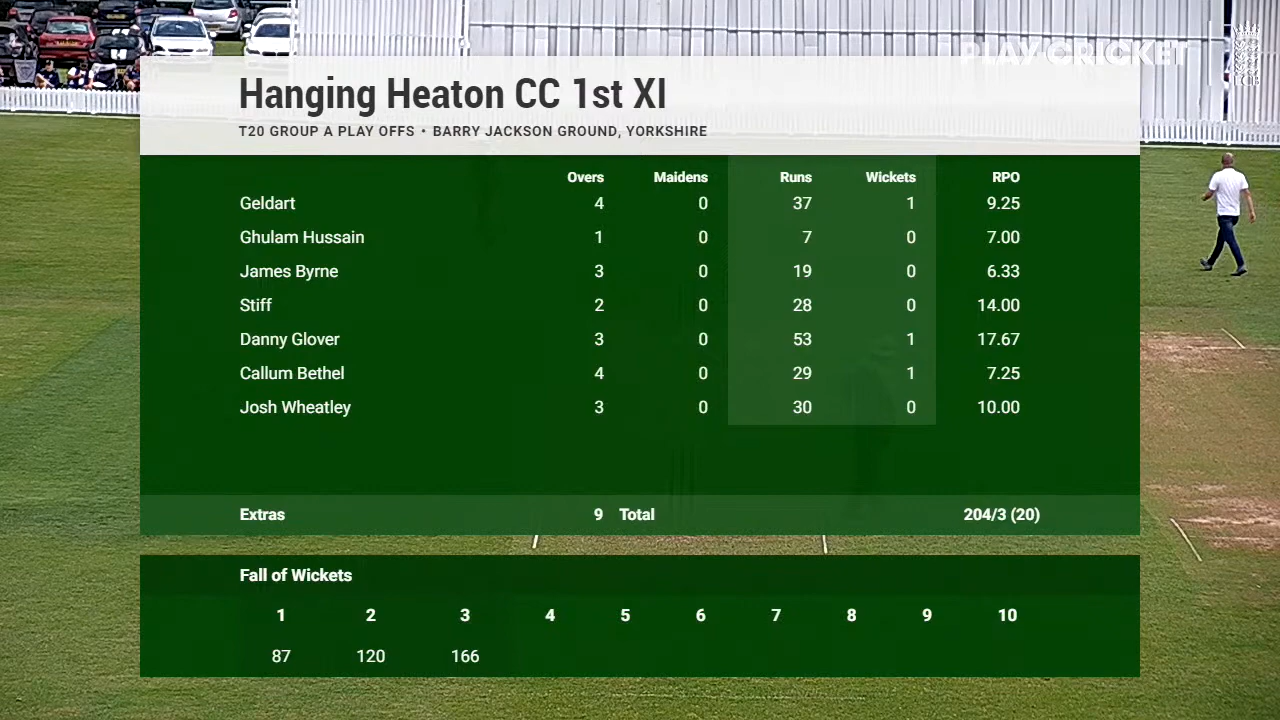 PLAY-CRICKET
Hanging Heaton CC 1st XI
T20 GROUP A PLAY OFFS • BARRY JACKSON GROUND, YORKSHIRE
Overs Maidens Runs Wickets RPO
Geldart 4 0 37 1 9.25
Ghulam Hussain 1 0 7 0 7.00
James Byrne 3 0 19 0 6.33
Stiff 2 0 28 0 14.00
Danny Glover 3 0 53 1 17.67
Callum Bethel 4 0 29 1 7.25
Josh Wheatley 3 0 30 0 10.00
Extras 9 Total 204/3 (20)
Fall of Wickets
1 2 3 4 5 6 7 8 9 10
87 120 166